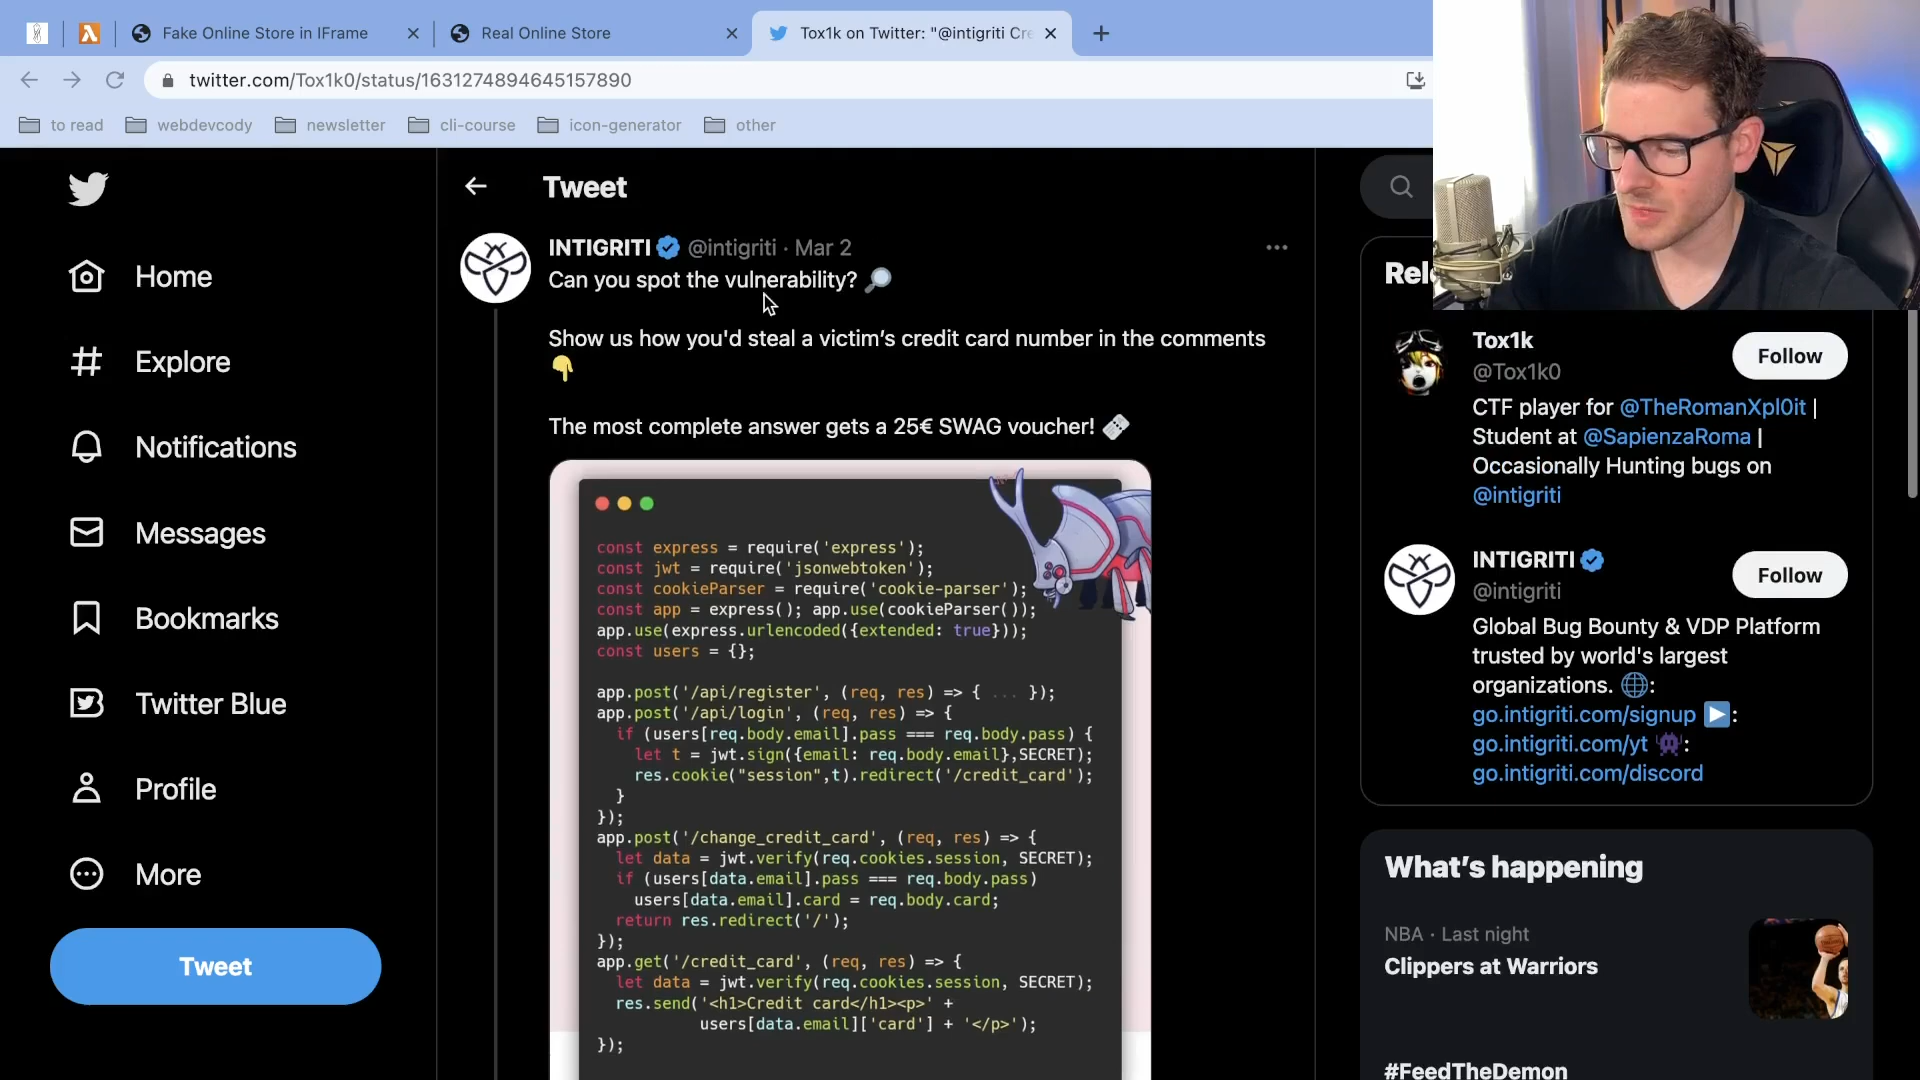 Fake Online Store in IFrame
Real Online Store
Tox1k on Twitter: "@intigriti Cre
twitter.com/Tox1k0/status/1631274894645157890
to read
webdevcody
newsletter
cli-course
icon-generator
other
Home
Explore
Notifications
Messages
Bookmarks
Twitter Blue
Profile
More
Tweet
Tweet
INTIGRITI @intigriti · Mar 2
Can you spot the vulnerability? 🔎
Show us how you'd steal a victim's credit card number in the comments
👇
The most complete answer gets a 25€ SWAG voucher!
const express = require('express');
const jwt = require('jsonwebtoken');
const cookieParser = require('cookie-parser');
const app = express(); app.use(cookieParser());
app.use(express.urlencoded({extended: true}));
const users = {};
app.post('/api/register', (req, res) => { ... });
app.post('/api/login', (req, res) => {
if (users[req.body.email].pass === req.body.pass) {
let t = jwt.sign({email: req.body.email},SECRET);
res.cookie("session",t).redirect('/credit_card');
}
});
app.post('/change_credit_card', (req, res) => {
let data = jwt.verify(req.cookies.session, SECRET);
if (users[data.email].pass === req.body.pass)
users[data.email].card = req.body.card;
return res.redirect('/');
});
app.get('/credit_card', (req, res) => {
let data = jwt.verify(req.cookies.session, SECRET);
res.send('<h1>Credit card</h1><p>' +
users[data.email]['card'] + '</p>');
});
Rel
Tox1k
@Tox1k0
Follow
CTF player for @TheRomanXpl0it |
Student at @SapienzaRoma |
Occasionally Hunting bugs on
@intigriti
INTIGRITI
@intigriti
Follow
Global Bug Bounty & VDP Platform
trusted by world's largest
organizations. 🌐:
go.intigriti.com/signup ▶️:
go.intigriti.com/yt 👾:
go.intigriti.com/discord
What's happening
NBA · Last night
Clippers at Warriors
#FeedTheDemon